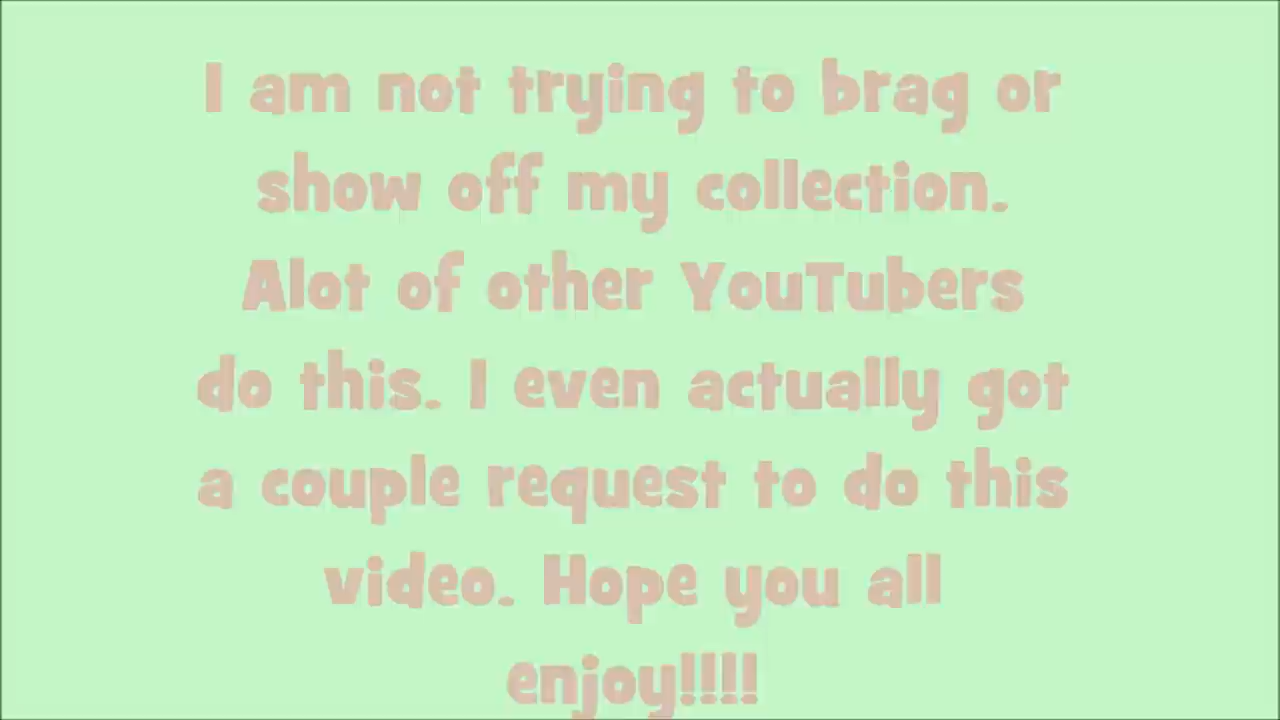 I am not trying to brag or
show off my collection.
Alot of other YouTubers
do this. I even actually got
a couple request to do this
video. Hope you all
enjoy!!!!